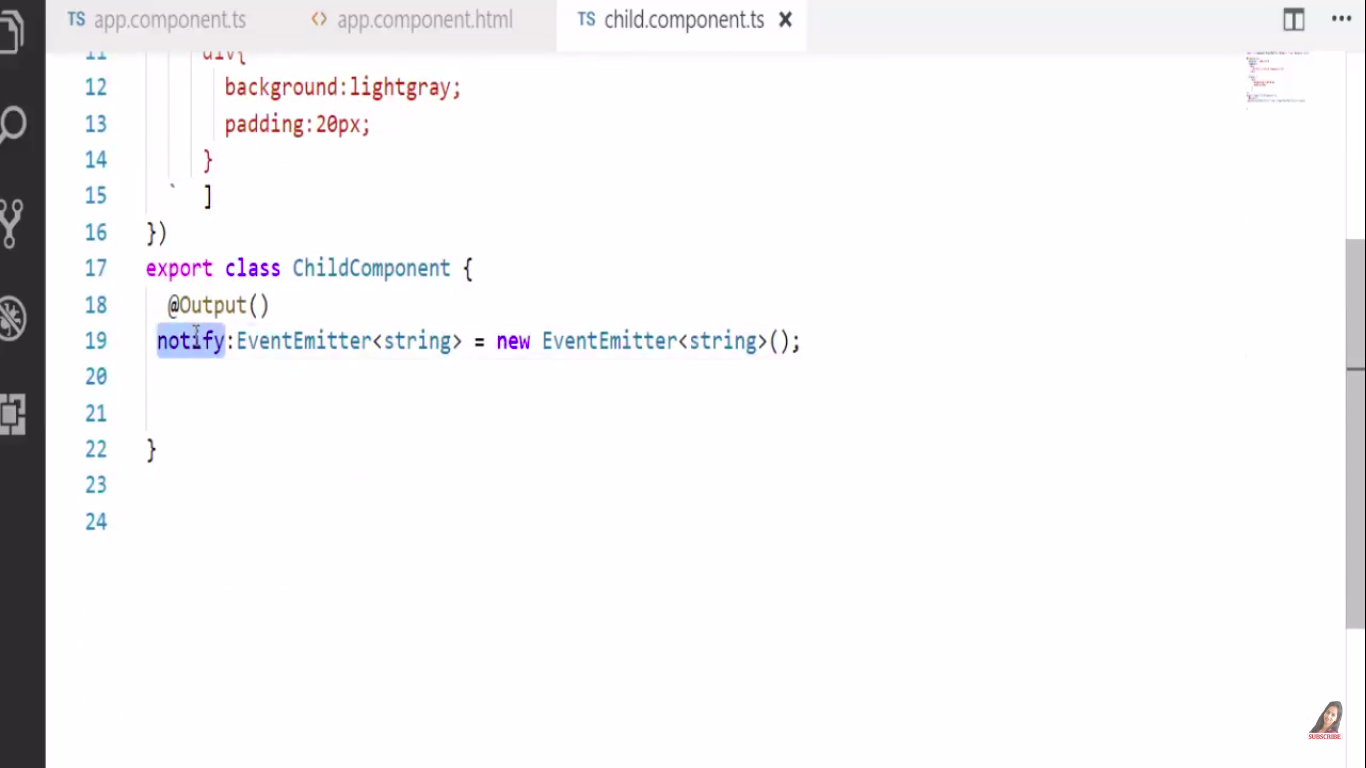 TS app.component.ts <> app.component.html TS child.component.ts
11 div{
12 background:lightgray;
13 padding:20px;
14 }
15 ` ]
16 })
17 export class ChildComponent {
18 @Output()
19 notify:EventEmitter<string> = new EventEmitter<string>();
20
21
22 }
23
24
SUBSCRIBE